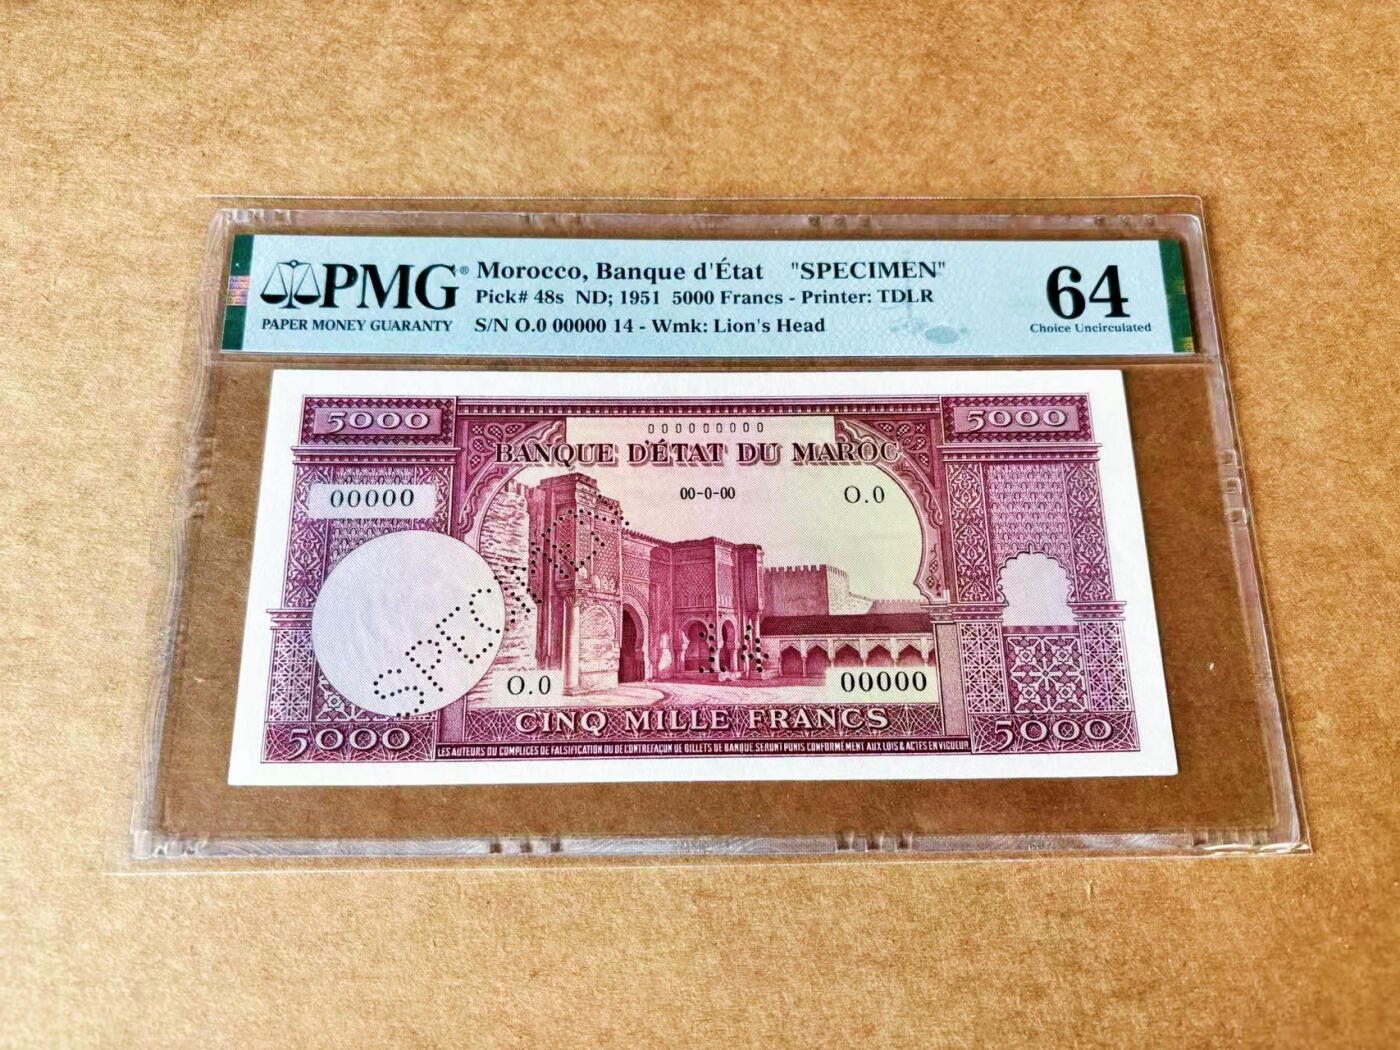 PMG®
PAPER MONEY GUARANTY
Morocco, Banque d'État "SPECIMEN"
Pick# 48s ND; 1951 5000 Francs - Printer: TDLR
S/N O.0 00000 14 - Wmk: Lion's Head
64
Choice Uncirculated
5000
000000000
5000
BANQUE D'ÉTAT DU MAROC
00000
00-0-00
O.0
SPECIMEN
14
O.0
00000
CINQ MILLE FRANCS
5000
5000
LES AUTEURS OU COMPLICES DE FALSIFICATION OU DE CONTREFAÇON DE BILLETS DE BANQUE SERONT PUNIS CONFORMÉMENT AUX LOIS & ACTES EN VIGUEUR